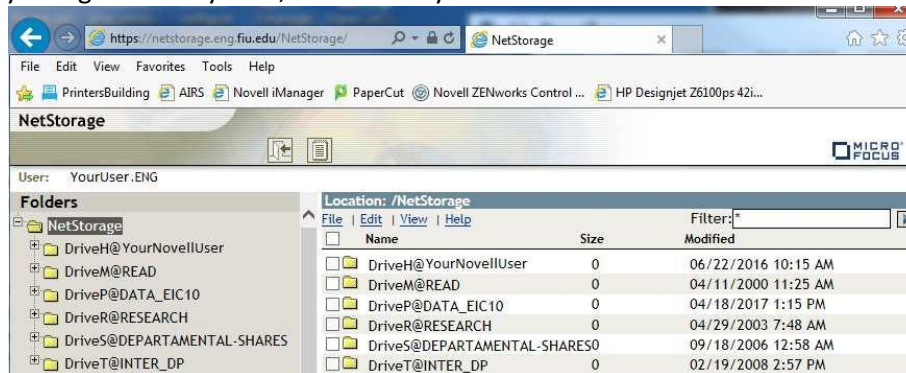 https://netstorage.eng.fiu.edu/NetStorage/
NetStorage
File Edit View Favorites Tools Help
PrintersBuilding AIRS Novell iManager PaperCut Novell ZENworks Control ... HP Designjet Z6100ps 42i...
NetStorage
MICRO
FOCUS
User: YourUser.ENG
Folders
NetStorage
DriveH@YourNovellUser
DriveM@READ
DriveP@DATA_EIC10
DriveR@RESEARCH
DriveS@DEPARTAMENTAL-SHARES
DriveT@INTER_DP
Location: /NetStorage
File | Edit | View | Help Filter:*
Name Size Modified
DriveH@YourNovellUser 0 06/22/2016 10:15 AM
DriveM@READ 0 04/11/2000 11:25 AM
DriveP@DATA_EIC10 0 04/18/2017 1:15 PM
DriveR@RESEARCH 0 04/29/2003 7:48 AM
DriveS@DEPARTAMENTAL-SHARES0 09/18/2006 12:58 AM
DriveT@INTER_DP 0 02/19/2008 2:57 PM